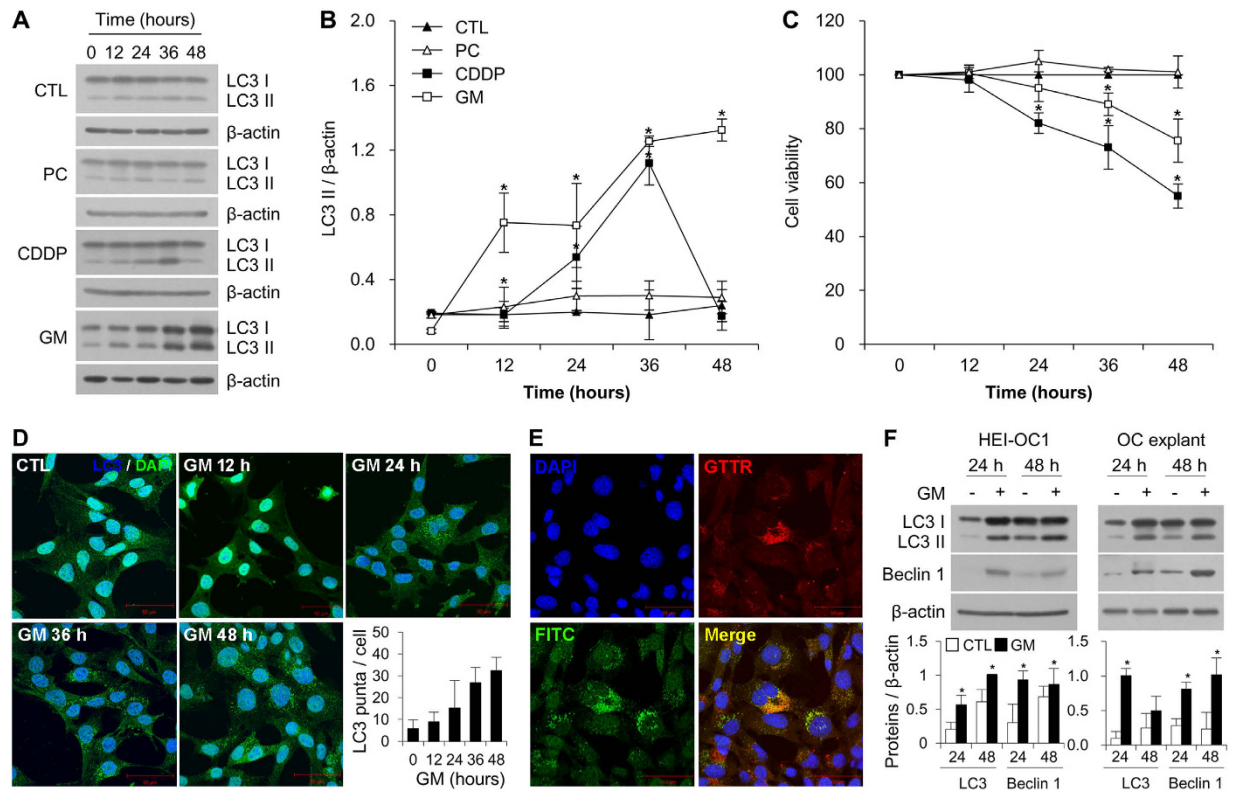 A
Time (hours)
0 12 24 36 48
CTL
LC3 I
LC3 II
β-actin
PC
LC3 I
LC3 II
β-actin
CDDP
LC3 I
LC3 II
β-actin
GM
LC3 I
LC3 II
β-actin
B
CTL
PC
CDDP
GM
LC3 II / β-actin
2.0
1.6
1.2
0.8
0.4
0.0
* * * * * * *
0 12 24 36 48
Time (hours)
C
Cell viability
120
100
80
60
40
20
0
* * * * *
0 12 24 36 48
Time (hours)
D
CTL
LC3 / DAPI
GM 12 h
GM 24 h
GM 36 h
GM 48 h
LC3 punta / cell
50
40
30
20
10
0
0 12 24 36 48
GM (hours)
E
DAPI
GTTR
FITC
Merge
F
HEI-OC1
OC explant
24 h 48 h
24 h 48 h
GM - + - +
- + - +
LC3 I
LC3 II
Beclin 1
β-actin
Proteins / β-actin
CTL GM
1.5
1
0.5
0
* * * *
24 48 24 48
LC3 Beclin 1
1.5
1.0
0.5
0.0
* * *
24 48 24 48
LC3 Beclin 1